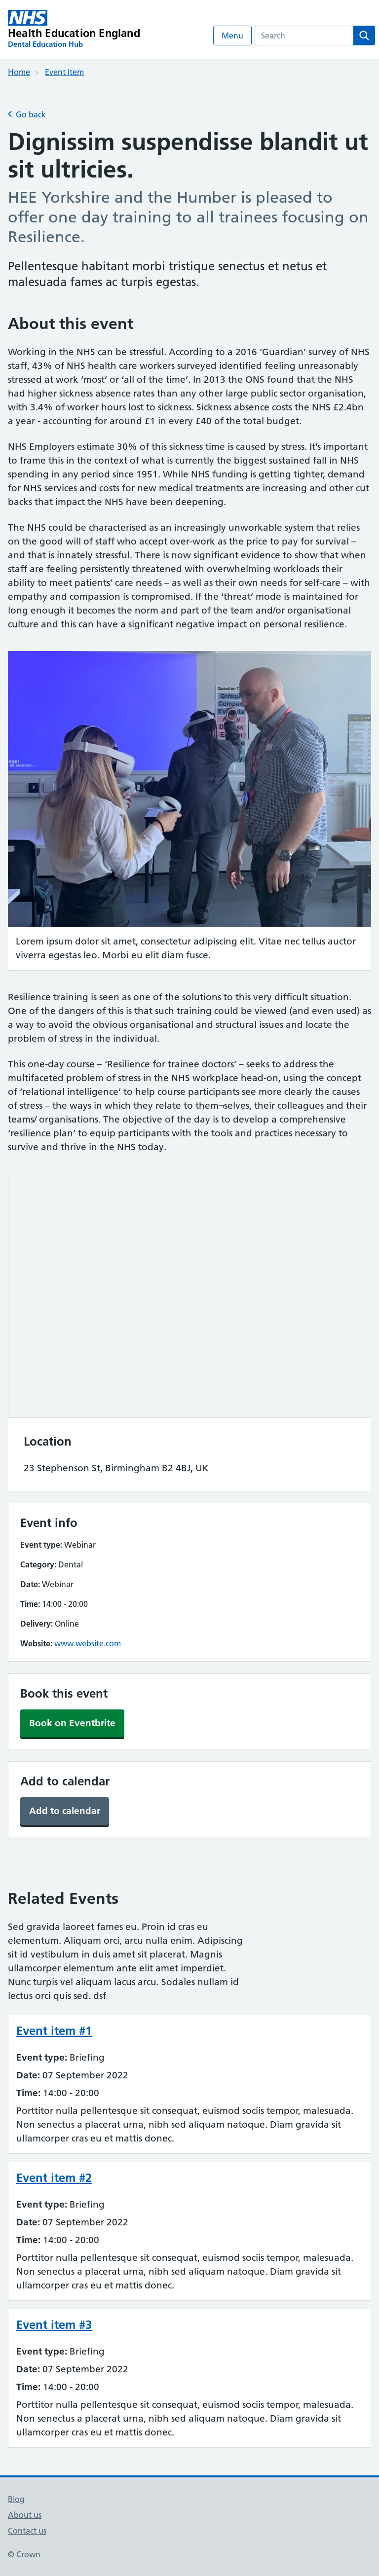 NHS
Health Education England
Dental Education Hub
Menu
Search
Home
Event Item
Go back
Dignissim suspendisse blandit ut
sit ultricies.
HEE Yorkshire and the Humber is pleased to
offer one day training to all trainees focusing on
Resilience.
Pellentesque habitant morbi tristique senectus et netus et
malesuada fames ac turpis egestas.
About this event
Working in the NHS can be stressful. According to a 2016 ‘Guardian’ survey of NHS
staff, 43% of NHS health care workers surveyed identified feeling unreasonably
stressed at work ‘most’ or ‘all of the time’. In 2013 the ONS found that the NHS
had higher sickness absence rates than any other large public sector organisation,
with 3.4% of worker hours lost to sickness. Sickness absence costs the NHS £2.4bn
a year - accounting for around £1 in every £40 of the total budget.
NHS Employers estimate 30% of this sickness time is caused by stress. It’s important
to frame this in the context of what is currently the biggest sustained fall in NHS
spending in any period since 1951. While NHS funding is getting tighter, demand
for NHS services and costs for new medical treatments are increasing and other cut
backs that impact the NHS have been deepening.
The NHS could be characterised as an increasingly unworkable system that relies
on the good will of staff who accept over-work as the price to pay for survival –
and that is innately stressful. There is now significant evidence to show that when
staff are feeling persistently threatened with overwhelming workloads their
ability to meet patients’ care needs – as well as their own needs for self-care – with
empathy and compassion is compromised. If the ‘threat’ mode is maintained for
long enough it becomes the norm and part of the team and/or organisational
culture and this can have a significant negative impact on personal resilience.
Lorem ipsum dolor sit amet, consectetur adipiscing elit. Vitae nec tellus auctor
viverra egestas leo. Morbi eu elit diam fusce.
Resilience training is seen as one of the solutions to this very difficult situation.
One of the dangers of this is that such training could be viewed (and even used) as
a way to avoid the obvious organisational and structural issues and locate the
problem of stress in the individual.
This one-day course – ‘Resilience for trainee doctors’ – seeks to address the
multifaceted problem of stress in the NHS workplace head-on, using the concept
of ‘relational intelligence’ to help course participants see more clearly the causes
of stress – the ways in which they relate to them¬selves, their colleagues and their
teams/ organisations. The objective of the day is to develop a comprehensive
‘resilience plan’ to equip participants with the tools and practices necessary to
survive and thrive in the NHS today.
Location
23 Stephenson St, Birmingham B2 4BJ, UK
Event info
Event type: Webinar
Category: Dental
Date: Webinar
Time: 14:00 - 20:00
Delivery: Online
Website: www.website.com
Book this event
Book on Eventbrite
Add to calendar
Add to calendar
Related Events
Sed gravida laoreet fames eu. Proin id cras eu
elementum. Aliquam orci, arcu nulla enim. Adipiscing
sit id vestibulum in duis amet sit placerat. Magnis
ullamcorper elementum ante elit amet imperdiet.
Nunc turpis vel aliquam lacus arcu. Sodales nullam id
lectus orci quis sed. dsf
Event item #1
Event type: Briefing
Date: 07 September 2022
Time: 14:00 - 20:00
Porttitor nulla pellentesque sit consequat, euismod sociis tempor, malesuada.
Non senectus a placerat urna, nibh sed aliquam natoque. Diam gravida sit
ullamcorper cras eu et mattis donec.
Event item #2
Event type: Briefing
Date: 07 September 2022
Time: 14:00 - 20:00
Porttitor nulla pellentesque sit consequat, euismod sociis tempor, malesuada.
Non senectus a placerat urna, nibh sed aliquam natoque. Diam gravida sit
ullamcorper cras eu et mattis donec.
Event item #3
Event type: Briefing
Date: 07 September 2022
Time: 14:00 - 20:00
Porttitor nulla pellentesque sit consequat, euismod sociis tempor, malesuada.
Non senectus a placerat urna, nibh sed aliquam natoque. Diam gravida sit
ullamcorper cras eu et mattis donec.
Blog
About us
Contact us
© Crown